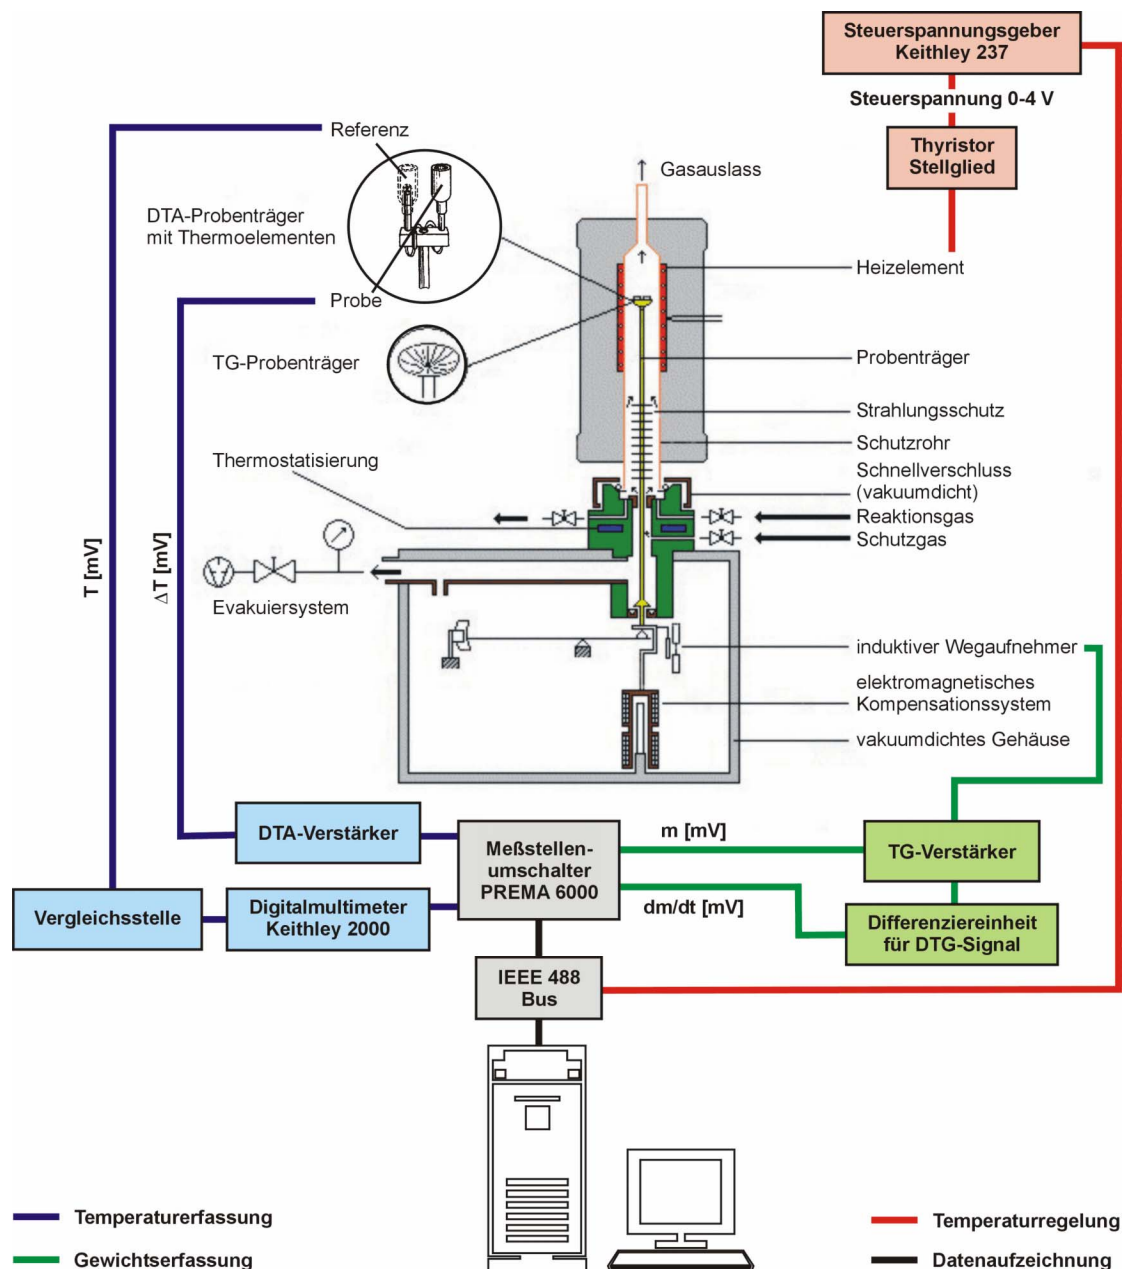 Steuerspannungsgeber
Keithley 237
Steuerspannung 0-4 V
Thyristor
Stellglied
Referenz
Gasauslass
DTA-Probenträger
mit Thermoelementen
Heizelement
Probe
TG-Probenträger
Probenträger
Strahlungsschutz
Schutzrohr
Thermostatisierung
Schnellverschluss
(vakuumdicht)
Reaktionsgas
Schutzgas
T [mV]
ΔT [mV]
Evakuiersystem
induktiver Wegaufnehmer
elektromagnetisches
Kompensationssystem
vakuumdichtes Gehäuse
DTA-Verstärker
Meßstellen-
umschalter
PREMA 6000
m [mV]
TG-Verstärker
Vergleichsstelle
Digitalmultimeter
Keithley 2000
dm/dt [mV]
Differenziereinheit
für DTG-Signal
IEEE 488
Bus
Temperaturerfassung
Gewichtserfassung
Temperaturregelung
Datenaufzeichnung